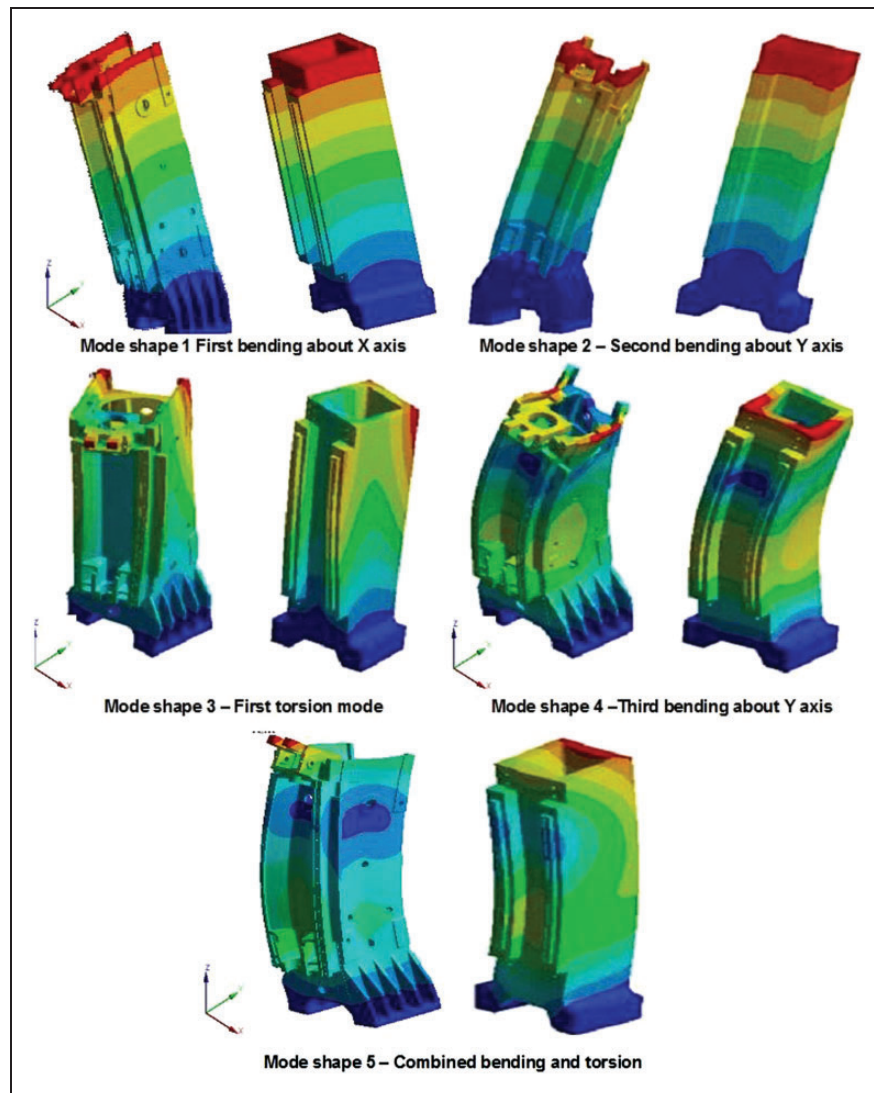 Z
Y
X
Mode shape 1 First bending about X axis
Mode shape 2 – Second bending about Y axis
Z
Y
X
Z
Y
X
Mode shape 3 – First torsion mode
Mode shape 4 –Third bending about Y axis
Z
Y
X
Mode shape 5 – Combined bending and torsion